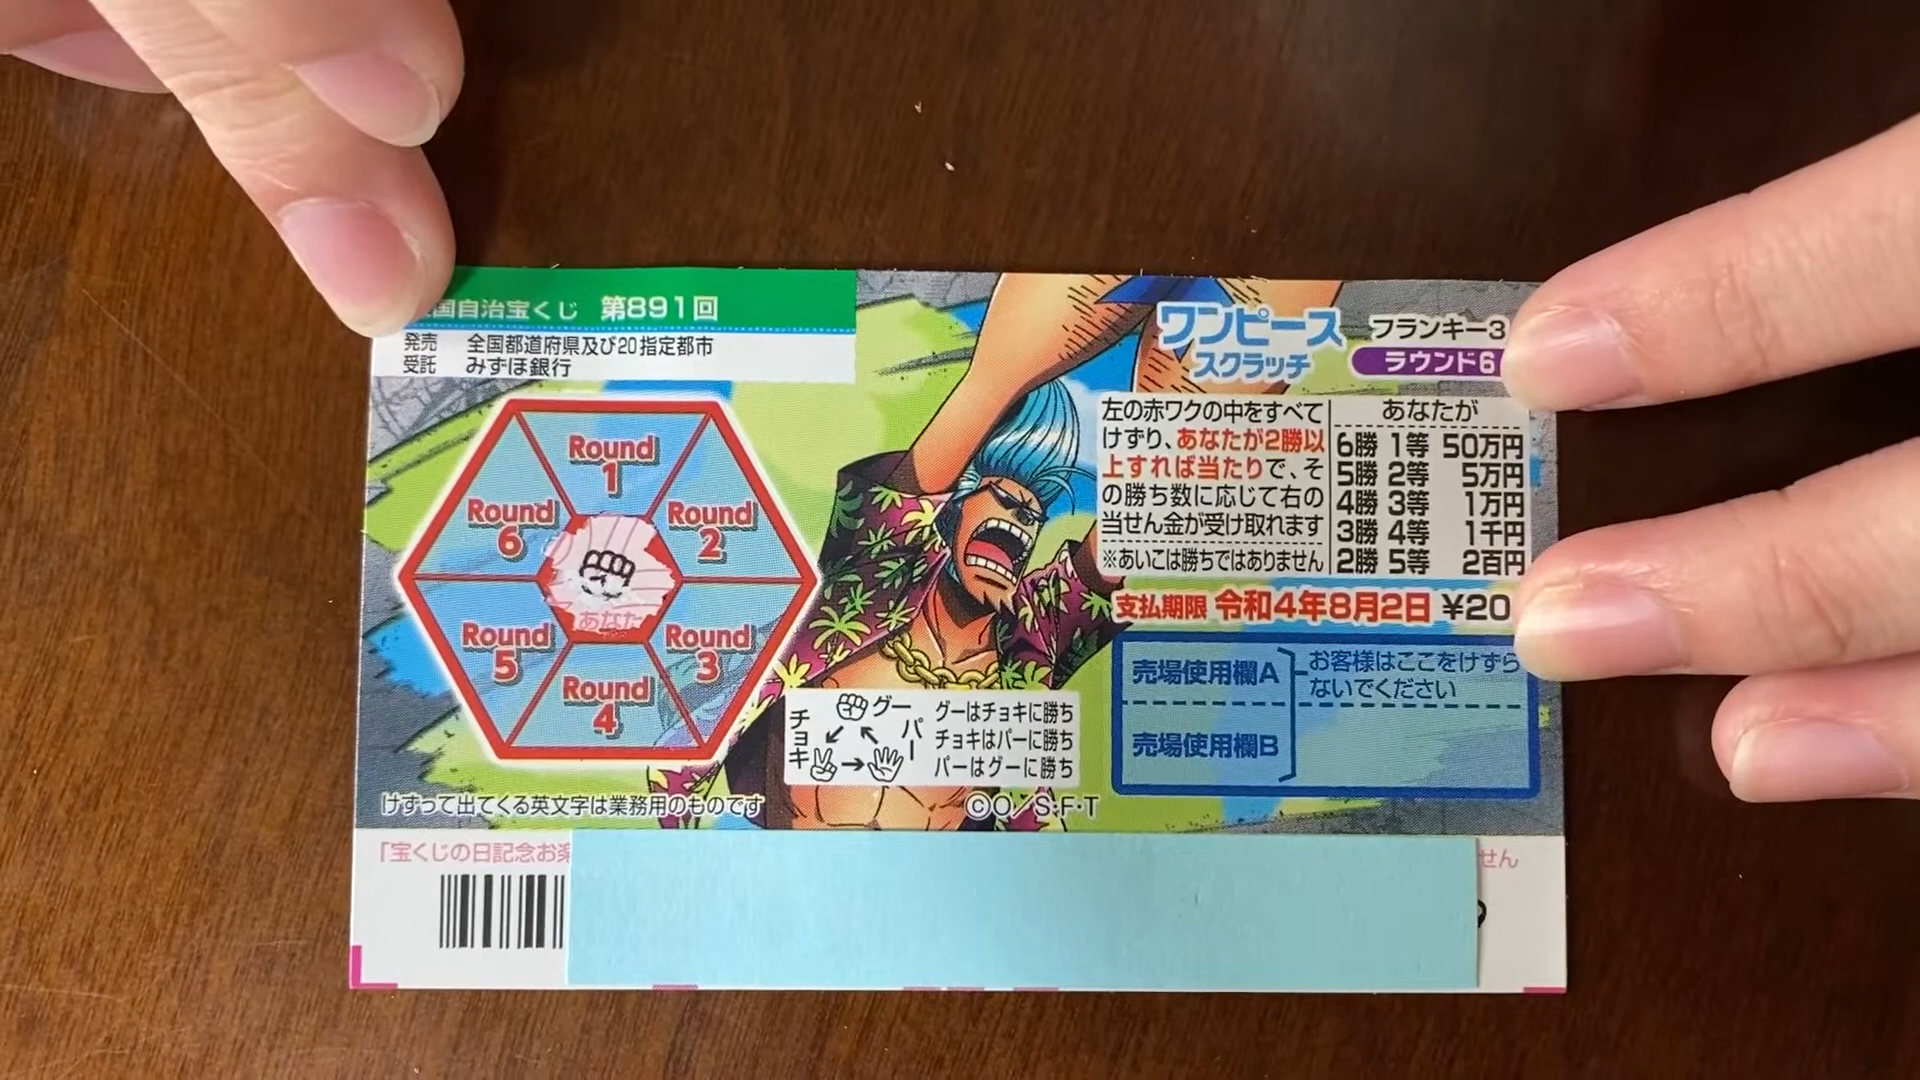 国自治宝くじ 第891回
発売 全国都道府県及び20指定都市
受託 みずほ銀行
Round
1
Round
2
Round
3
Round
4
Round
5
Round
6
あなた
けずって出てくる英文字は業務用のものです
ワンピース
スクラッチ
フランキー3
ラウンド6
左の赤ワクの中をすべて
けずり、あなたが2勝以
上すれば当たりで、そ
の勝ち数に応じて右の
当せん金が受け取れます
※あいこは勝ちではありません
あなたが
6勝 1等 50万円
5勝 2等 5万円
4勝 3等 1万円
3勝 4等 1千円
2勝 5等 2百円
支払期限 令和4年8月2日 ¥20
売場使用欄A
売場使用欄B
お客様はここをけずら
ないでください
グー
チョキ
パー
グーはチョキに勝ち
チョキはパーに勝ち
パーはグーに勝ち
©O/S・F・T
「宝くじの日記念お
せん